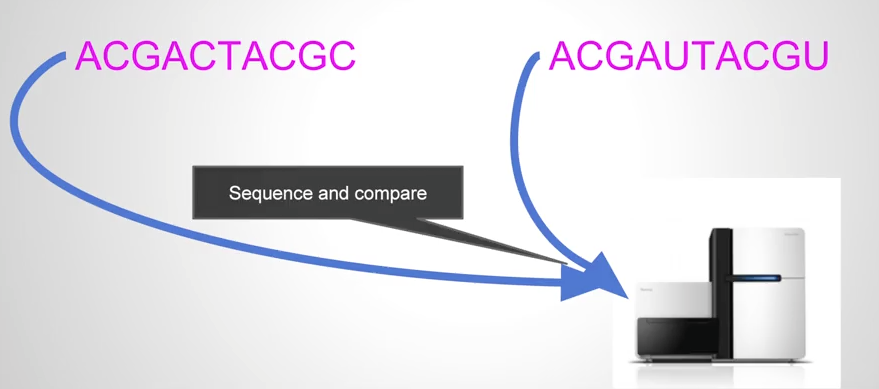 ACGACTACGC
ACGAUTACGU
Sequence and compare